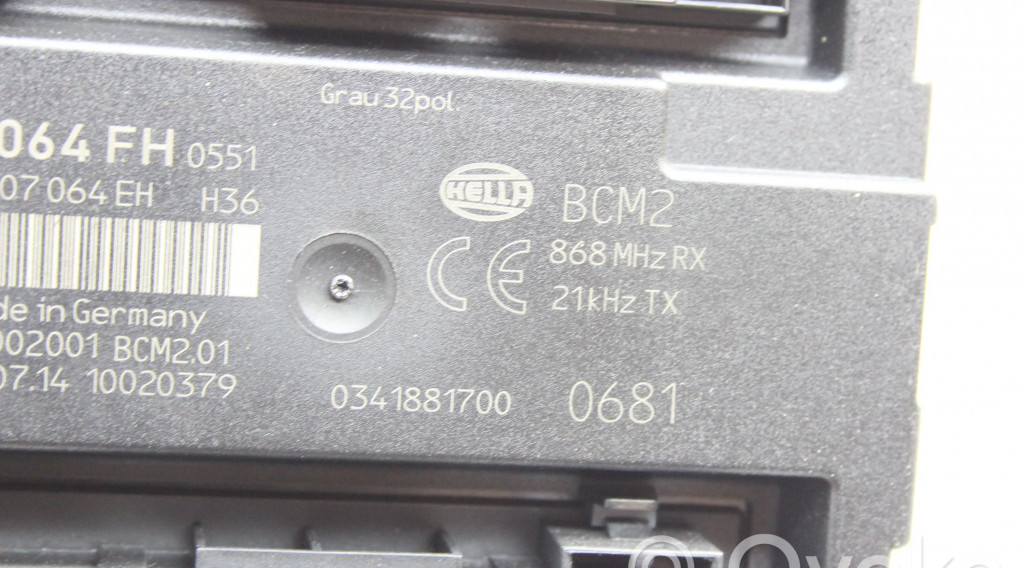 Grau 32pol.
064 FH 0551
07 064 EH H36
HELLA BCM2
CE 868 MHz RX
21kHz TX
de in Germany
002001 BCM2.01
07.14 10020379
0341881700 0681